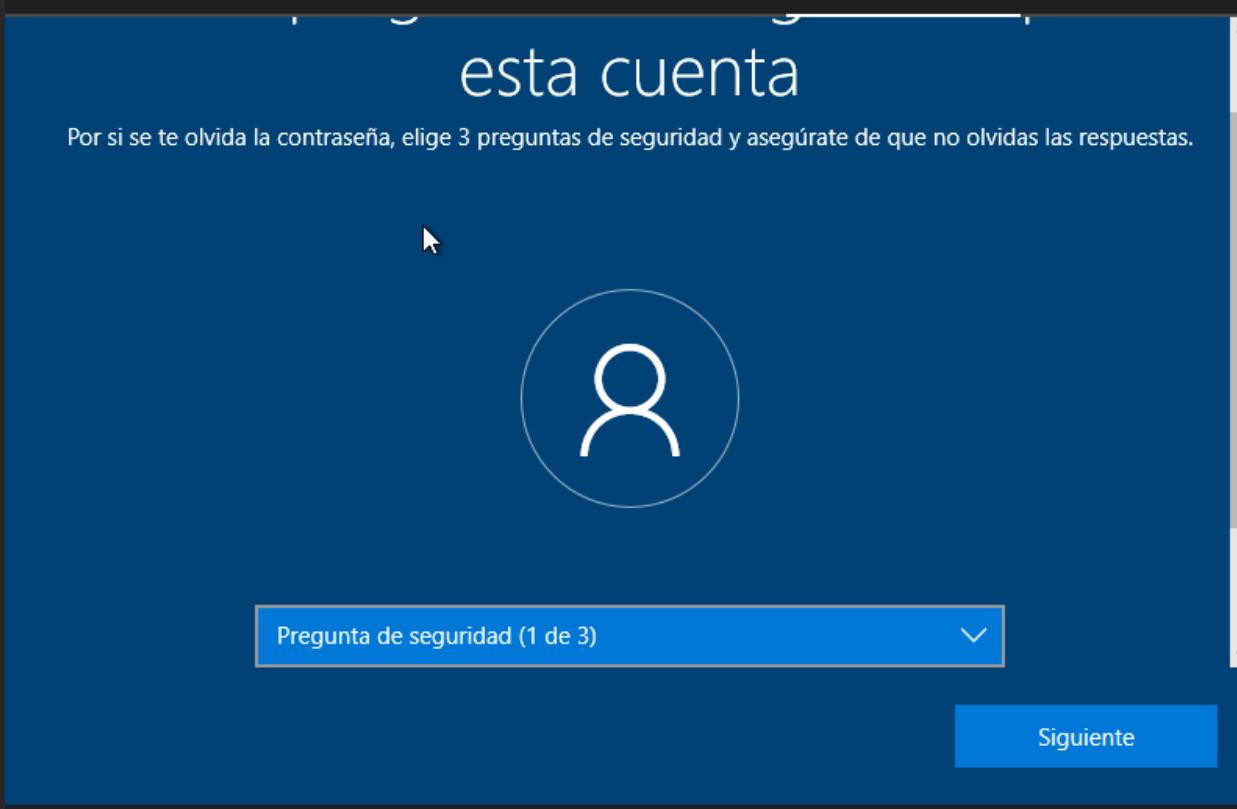 esta cuenta
Por si se te olvida la contraseña, elige 3 preguntas de seguridad y asegúrate de que no olvidas las respuestas.
Pregunta de seguridad (1 de 3)
Siguiente